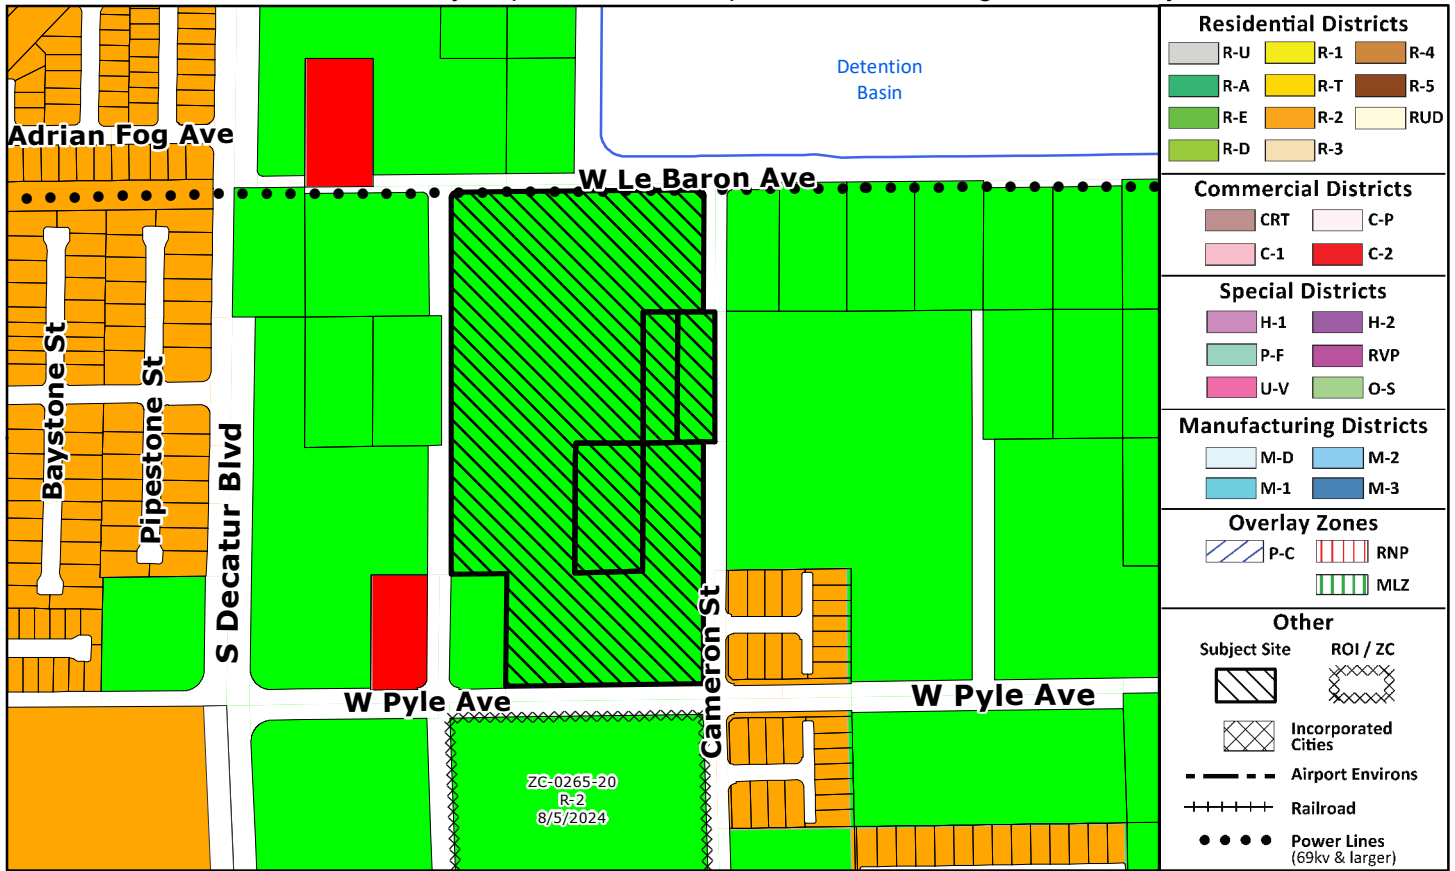 Detention
Basin
Adrian Fog Ave
W Le Baron Ave
Baystone St
Pipestone St
S Decatur Blvd
Cameron St
W Pyle Ave
W Pyle Ave
ZC-0265-20
R-2
8/5/2024
Residential Districts
R-U R-1 R-4
R-A R-T R-5
R-E R-2 RUD
R-D R-3
Commercial Districts
CRT C-P
C-1 C-2
Special Districts
H-1 H-2
P-F RVP
U-V O-S
Manufacturing Districts
M-D M-2
M-1 M-3
Overlay Zones
P-C RNP
MLZ
Other
Subject Site ROI / ZC
Incorporated
Cities
Airport Environs
Railroad
Power Lines
(69kv & larger)